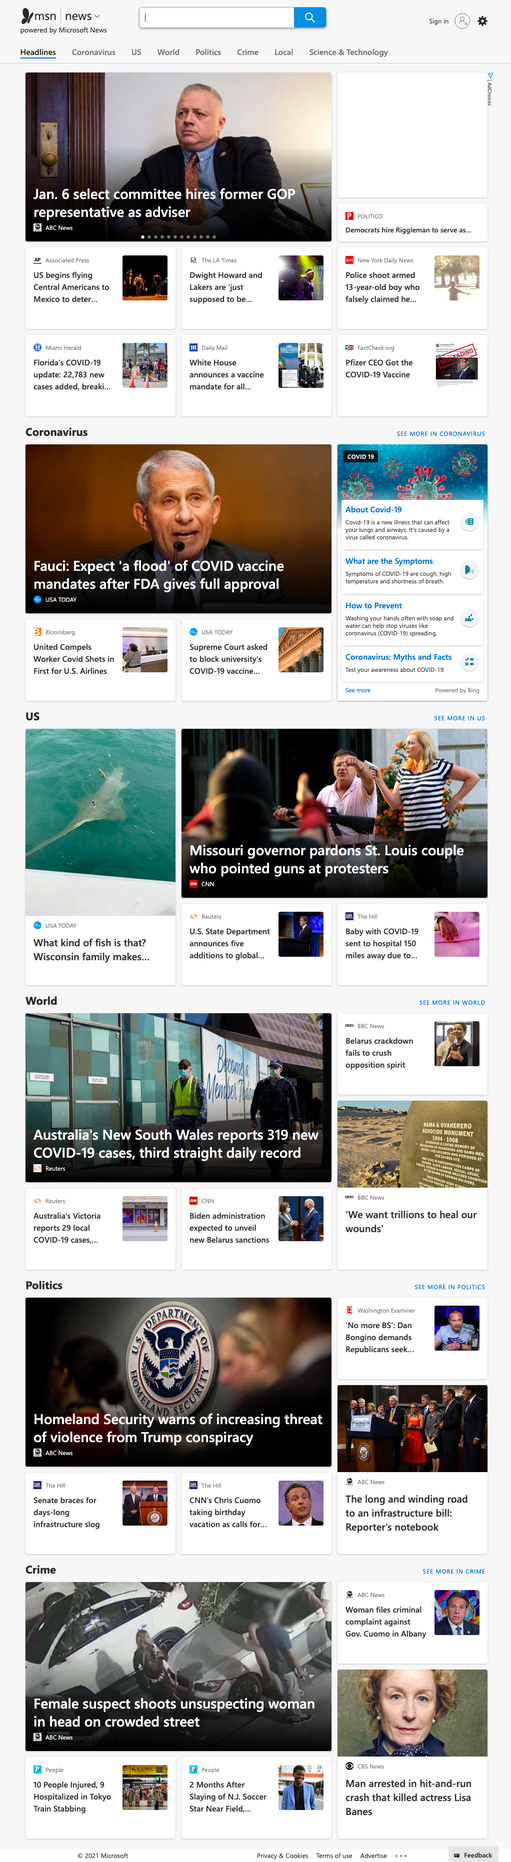 msn | news
powered by Microsoft News
Sign in
Headlines
Coronavirus
US
World
Politics
Crime
Local
Science & Technology
Jan. 6 select committee hires former GOP
representative as adviser
ABC News
AdChoices
POLITICO
Democrats hire Riggleman to serve as...
Associated Press
US begins flying
Central Americans to
Mexico to deter...
The LA Times
Dwight Howard and
Lakers are 'just
supposed to be...
New York Daily News
Police shoot armed
13-year-old boy who
falsely claimed he...
Miami Herald
Florida's COVID-19
update: 22,783 new
cases added, breaki...
Daily Mail
White House
announces a vaccine
mandate for all...
FactCheck.org
Pfizer CEO Got the
COVID-19 Vaccine
Coronavirus
SEE MORE IN CORONAVIRUS
Fauci: Expect 'a flood' of COVID vaccine
mandates after FDA gives full approval
USA TODAY
COVID 19
About Covid-19
Covid-19 is a new illness that can affect
your lungs and airways. It's caused by a
virus called coronavirus.
What are the Symptoms
Symptoms of COVID-19 are cough, high
temperature and shortness of breath.
How to Prevent
Washing your hands often with soap and
water can help stop viruses like
coronavirus (COVID-19) spreading.
Coronavirus: Myths and Facts
Test your awareness about COVID-19.
See more
Powered by Bing
Bloomberg
United Compels
Worker Covid Shots in
First for U.S. Airlines
USA TODAY
Supreme Court asked
to block university's
COVID-19 vaccine...
US
SEE MORE IN US
USA TODAY
What kind of fish is that?
Wisconsin family makes...
Missouri governor pardons St. Louis couple
who pointed guns at protesters
CNN
Reuters
U.S. State Department
announces five
additions to global...
The Hill
Baby with COVID-19
sent to hospital 150
miles away due to...
World
SEE MORE IN WORLD
Become a
Member
Australia's New South Wales reports 319 new
COVID-19 cases, third straight daily record
Reuters
BBC News
Belarus crackdown
fails to crush
opposition spirit
NAMA & OVAHERERO
GENOCIDE MONUMENT
1904 - 1908
BBC News
'We want trillions to heal our
wounds'
Reuters
Australia's Victoria
reports 29 local
COVID-19 cases,...
CNN
Biden administration
expected to unveil
new Belarus sanctions
Politics
SEE MORE IN POLITICS
U.S. DEPARTMENT OF
HOMELAND SECURITY
Homeland Security warns of increasing threat
of violence from Trump conspiracy
ABC News
Washington Examiner
'No more BS': Dan
Bongino demands
Republicans seek...
ABC News
The long and winding road
to an infrastructure bill:
Reporter's notebook
The Hill
Senate braces for
days-long
infrastructure slog
The Hill
CNN's Chris Cuomo
taking birthday
vacation as calls for...
Crime
SEE MORE IN CRIME
Female suspect shoots unsuspecting woman
in head on crowded street
ABC News
ABC News
Woman files criminal
complaint against
Gov. Cuomo in Albany
CBS News
Man arrested in hit-and-run
crash that killed actress Lisa
Banes
People
10 People Injured, 9
Hospitalized in Tokyo
Train Stabbing
People
2 Months After
Slaying of N.J. Soccer
Star Near Field,...
© 2021 Microsoft
Privacy & Cookies
Terms of use
Advertise
Feedback